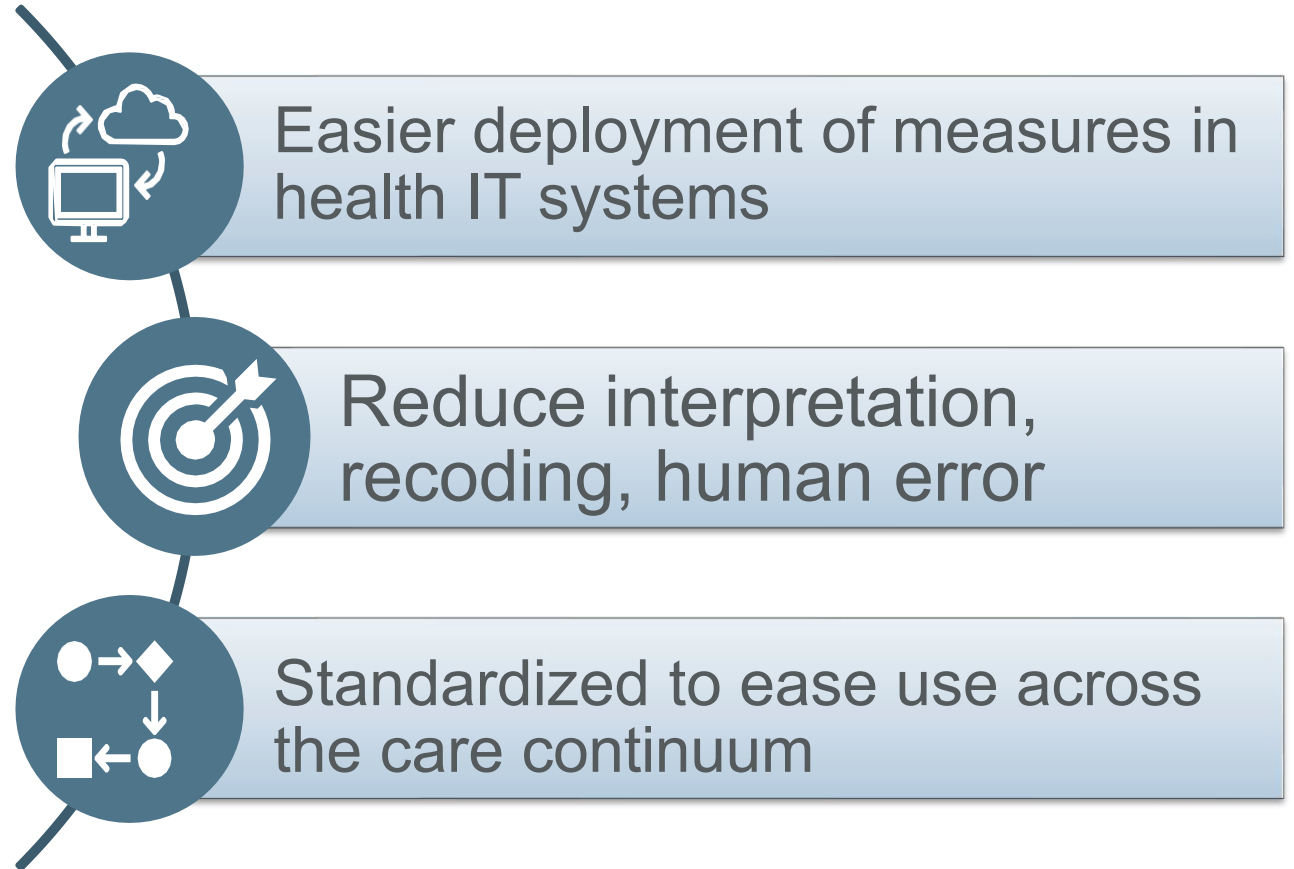 Easier deployment of measures in
health IT systems
Reduce interpretation,
recoding, human error
Standardized to ease use across
the care continuum